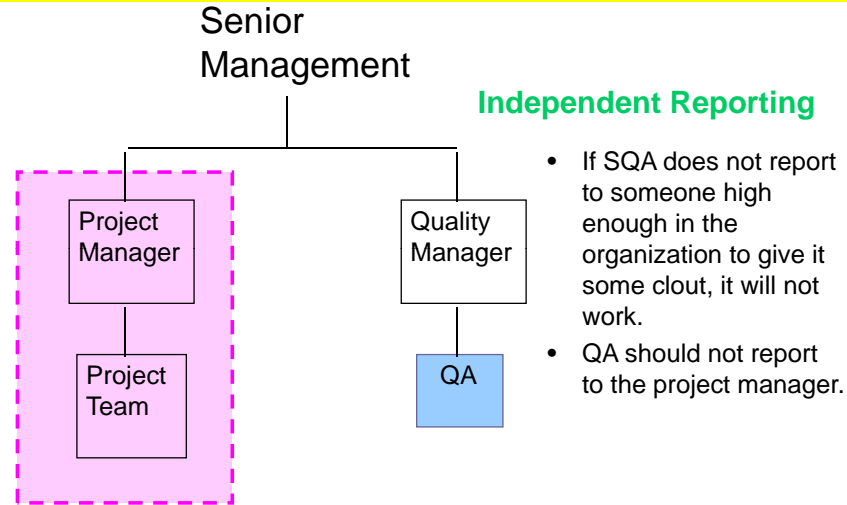 Senior
Management
Independent Reporting
Project
Manager
Quality
Manager
Project
Team
QA
• If SQA does not report
to someone high
enough in the
organization to give it
some clout, it will not
work.
• QA should not report
to the project manager.